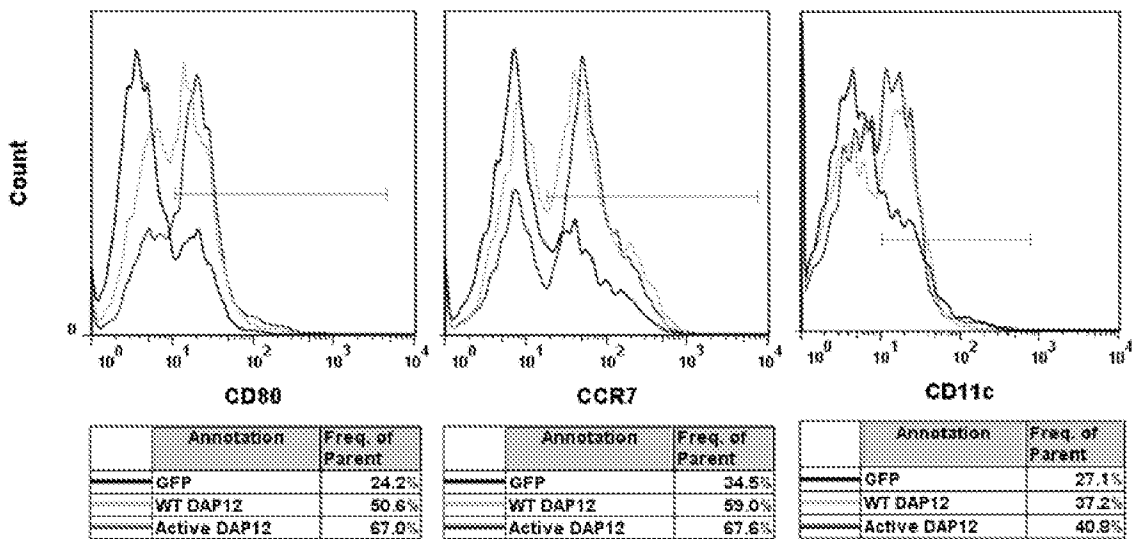 Count
0
10^0 10^1 10^2 10^3 10^4
CD80
10^0 10^1 10^2 10^3 10^4
CCR7
10^0 10^1 10^2 10^3 10^4
CD11c
Annotation Freq. of Parent
GFP 24.2%
WT DAP12 50.6%
Active DAP12 67.0%
Annotation Freq. of Parent
GFP 34.5%
WT DAP12 59.0%
Active DAP12 67.6%
Annotation Freq. of Parent
GFP 27.1%
WT DAP12 37.2%
Active DAP12 40.9%